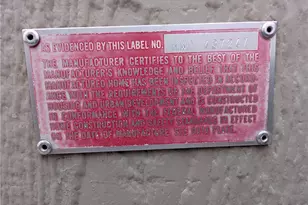 AS EVIDENCED BY THIS LABEL NO.
THE MANUFACTURER CERTIFIES TO THE BEST OF THE
MANUFACTURER'S KNOWLEDGE AND BELIEF THAT THIS
MANUFACTURED HOME HAS BEEN INSPECTED IN ACCORD-
ANCE WITH THE REQUIREMENTS OF THE DEPARTMENT OF
HOUSING AND URBAN DEVELOPMENT AND IS CONSTRUCTED
IN CONFORMANCE WITH THE FEDERAL MANUFACTURED
HOME CONSTRUCTION AND SAFETY STANDARDS IN EFFECT
ON THE DATE OF MANUFACTURE. SEE DATA PLATE.